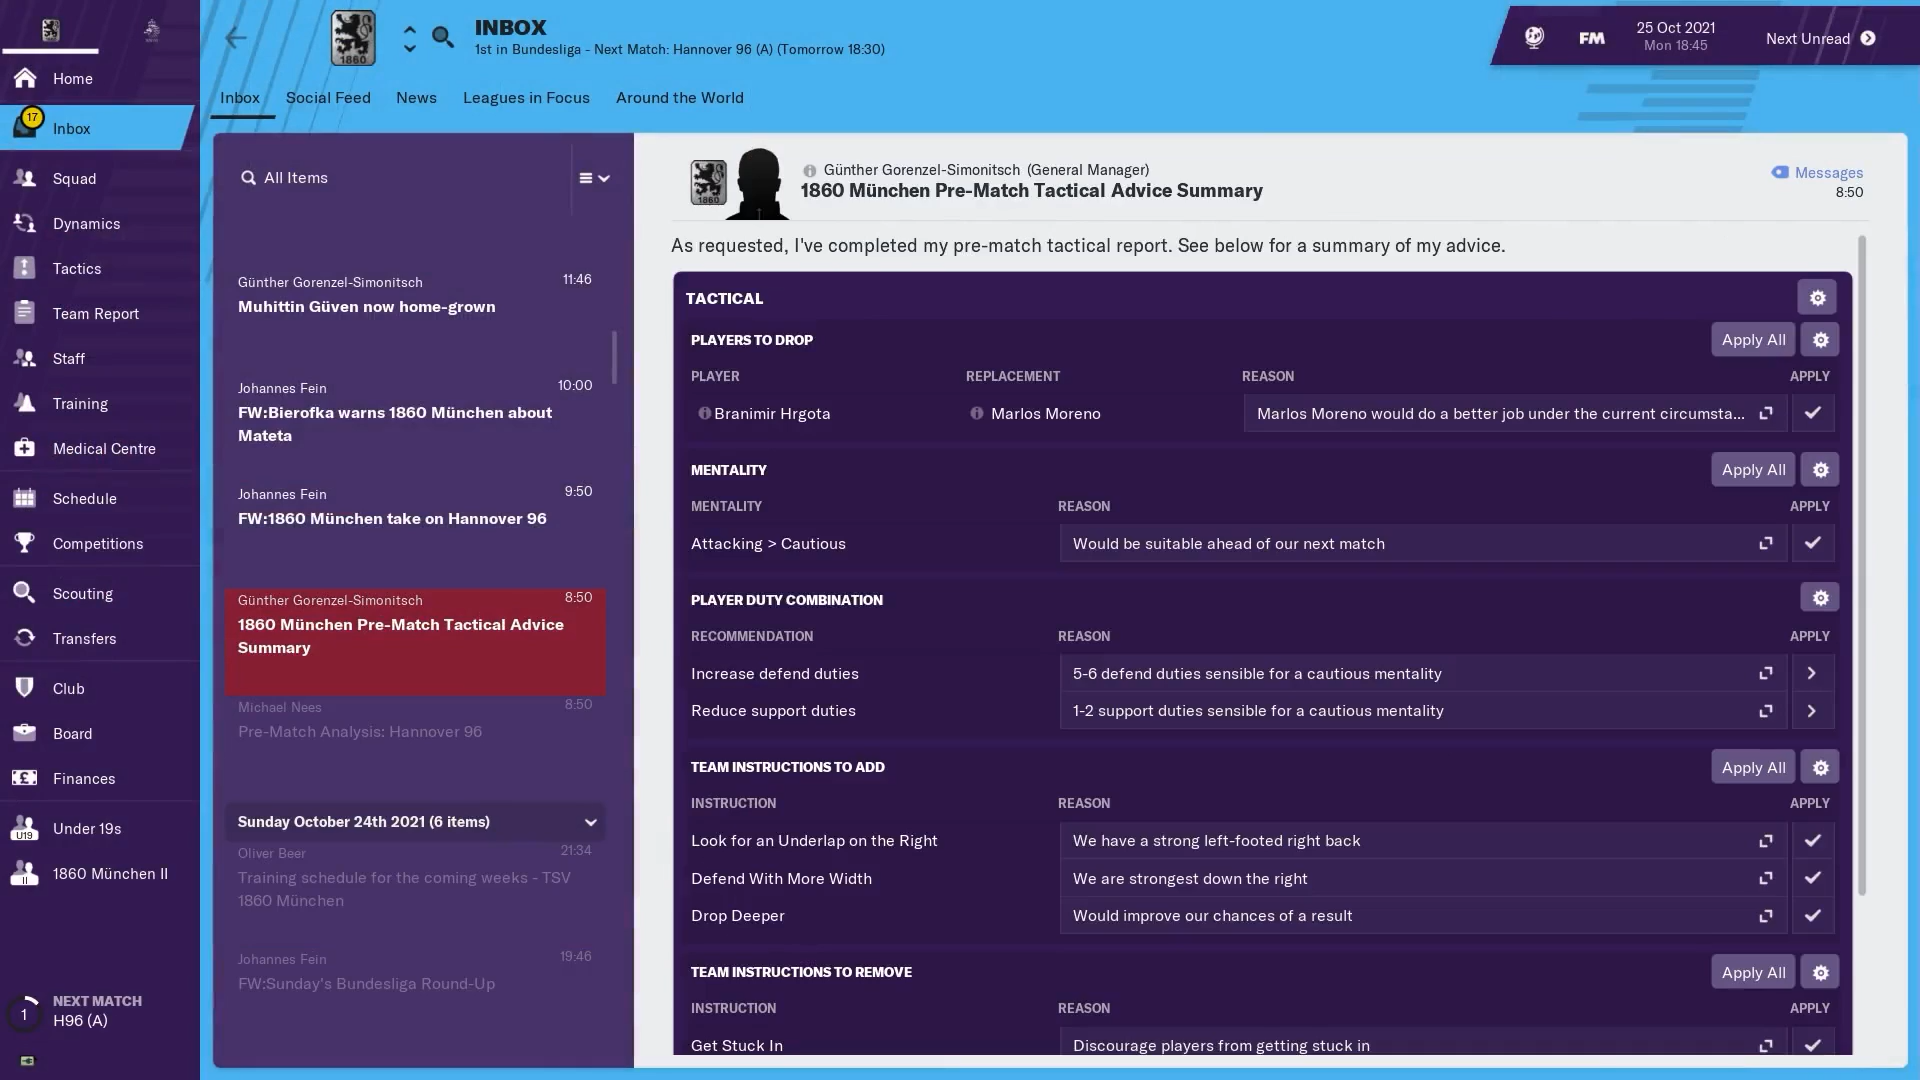 INBOX
1st in Bundesliga - Next Match: Hannover 96 (A) (Tomorrow 18:30)
FM
25 Oct 2021
Mon 18:45
Next Unread
1860
Home
17
Inbox
Squad
Dynamics
Tactics
Team Report
Staff
Training
Medical Centre
Schedule
Competitions
Scouting
Transfers
Club
Board
Finances
U19
Under 19s
II
1860 München II
1
NEXT MATCH
H96 (A)
Inbox
Social Feed
News
Leagues in Focus
Around the World
All Items
Günther Gorenzel-Simonitsch
11:46
Muhittin Güven now home-grown
Johannes Fein
10:00
FW:Bierofka warns 1860 München about
Mateta
Johannes Fein
9:50
FW:1860 München take on Hannover 96
Günther Gorenzel-Simonitsch
8:50
1860 München Pre-Match Tactical Advice
Summary
Michael Nees
8:50
Pre-Match Analysis: Hannover 96
Sunday October 24th 2021 (6 items)
Oliver Beer
21:34
Training schedule for the coming weeks - TSV
1860 München
Johannes Fein
19:46
FW:Sunday's Bundesliga Round-Up
1860
Günther Gorenzel-Simonitsch (General Manager)
1860 München Pre-Match Tactical Advice Summary
Messages
8:50
As requested, I've completed my pre-match tactical report. See below for a summary of my advice.
TACTICAL
PLAYERS TO DROP
Apply All
PLAYER REPLACEMENT REASON APPLY
Branimir Hrgota Marlos Moreno Marlos Moreno would do a better job under the current circumsta...
MENTALITY
Apply All
MENTALITY REASON APPLY
Attacking > Cautious Would be suitable ahead of our next match
PLAYER DUTY COMBINATION
RECOMMENDATION REASON APPLY
Increase defend duties 5-6 defend duties sensible for a cautious mentality
Reduce support duties 1-2 support duties sensible for a cautious mentality
TEAM INSTRUCTIONS TO ADD
Apply All
INSTRUCTION REASON APPLY
Look for an Underlap on the Right We have a strong left-footed right back
Defend With More Width We are strongest down the right
Drop Deeper Would improve our chances of a result
TEAM INSTRUCTIONS TO REMOVE
Apply All
INSTRUCTION REASON APPLY
Get Stuck In Discourage players from getting stuck in